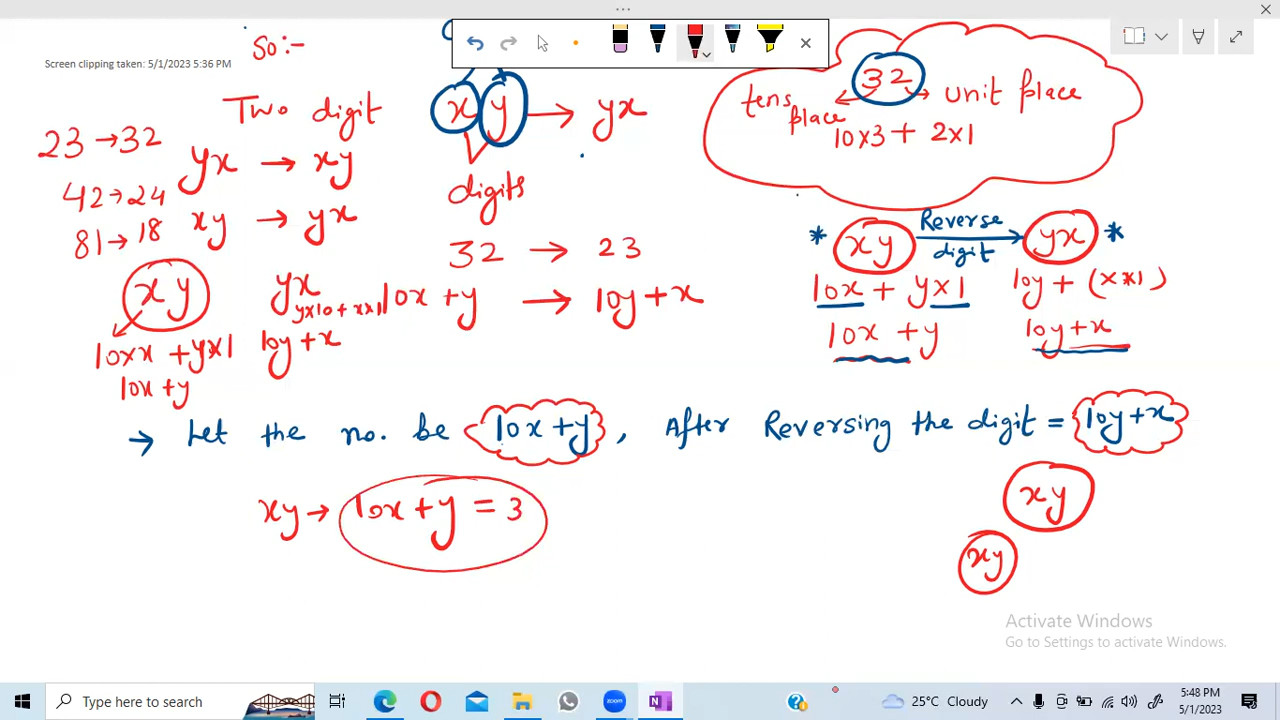 So:-
Screen clipping taken: 5/1/2023 5:36 PM
Two digit
x y → yx
digits
23 → 32
42 → 24
81 → 18
yx → xy
xy → yx
32 → 23
10x + y → 10y + x
xy
10xx + y×1
10x + y
yx
y×10 + x×1
10y + x
32
tens place
unit place
10×3 + 2×1
* xy Reverse digit yx *
10x + y×1
10y + (x×1)
10x + y
10y + x
→ Let the no. be 10x + y, After Reversing the digit = 10y + x
xy → 10x + y = 3
xy
xy
Activate Windows
Go to Settings to activate Windows.
Type here to search
25°C Cloudy
5:48 PM
5/1/2023